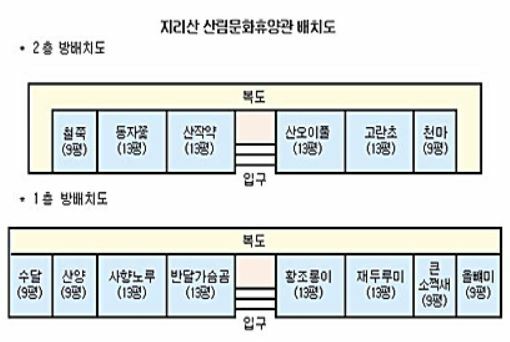 지리산 산림문화휴양관 배치도
* 2층 방배치도
복도
철쭉 동자꽃 산작약 산오이풀 고란초 천마
(9평) (13평) (13평) (13평) (13평) (9평)
입구
* 1층 방배치도
복도
수달 산양 사향노루 반달가슴곰 황조롱이 재두루미 큰소쩍새 올빼미
(9평) (9평) (13평) (13평) (13평) (13평) (9평) (9평)
입구